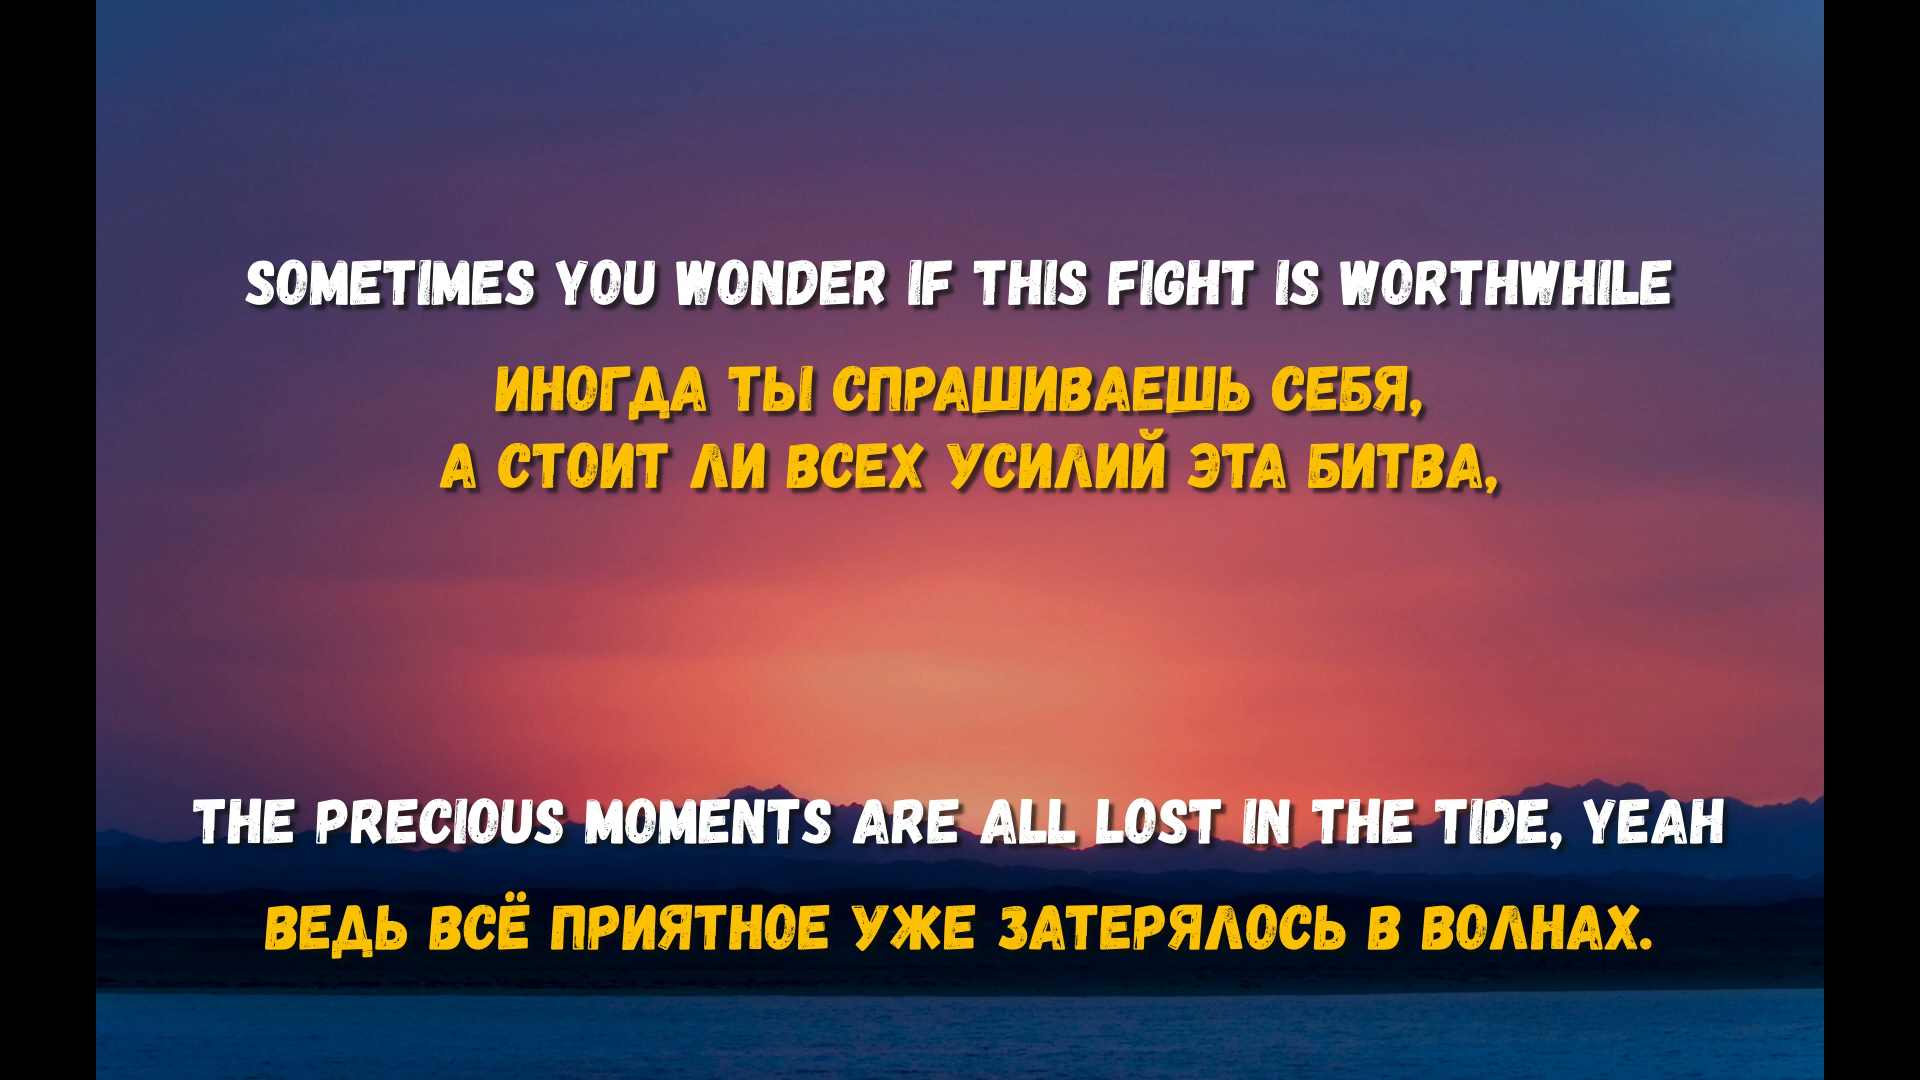 SOMETIMES YOU WONDER IF THIS FIGHT IS WORTHWHILE
ИНОГДА ТЫ СПРАШИВАЕШЬ СЕБЯ,
А СТОИТ ЛИ ВСЕХ УСИЛИЙ ЭТА БИТВА,
THE PRECIOUS MOMENTS ARE ALL LOST IN THE TIDE, YEAH
ВЕДЬ ВСЁ ПРИЯТНОЕ УЖЕ ЗАТЕРЯЛОСЬ В ВОЛНАХ.